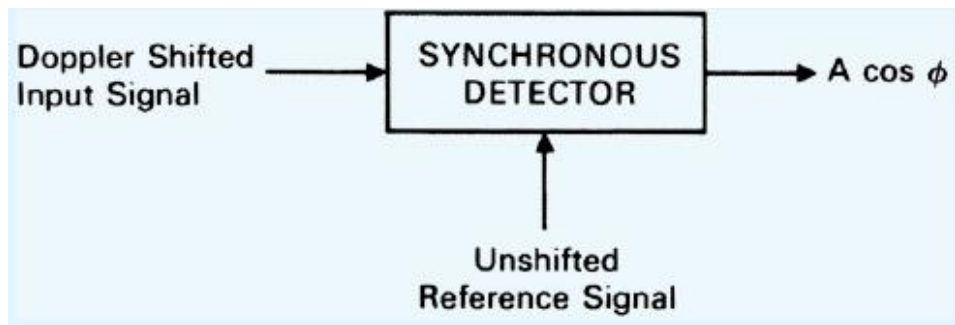 Doppler Shifted
Input Signal
SYNCHRONOUS
DETECTOR
A cos ϕ
Unshifted
Reference Signal